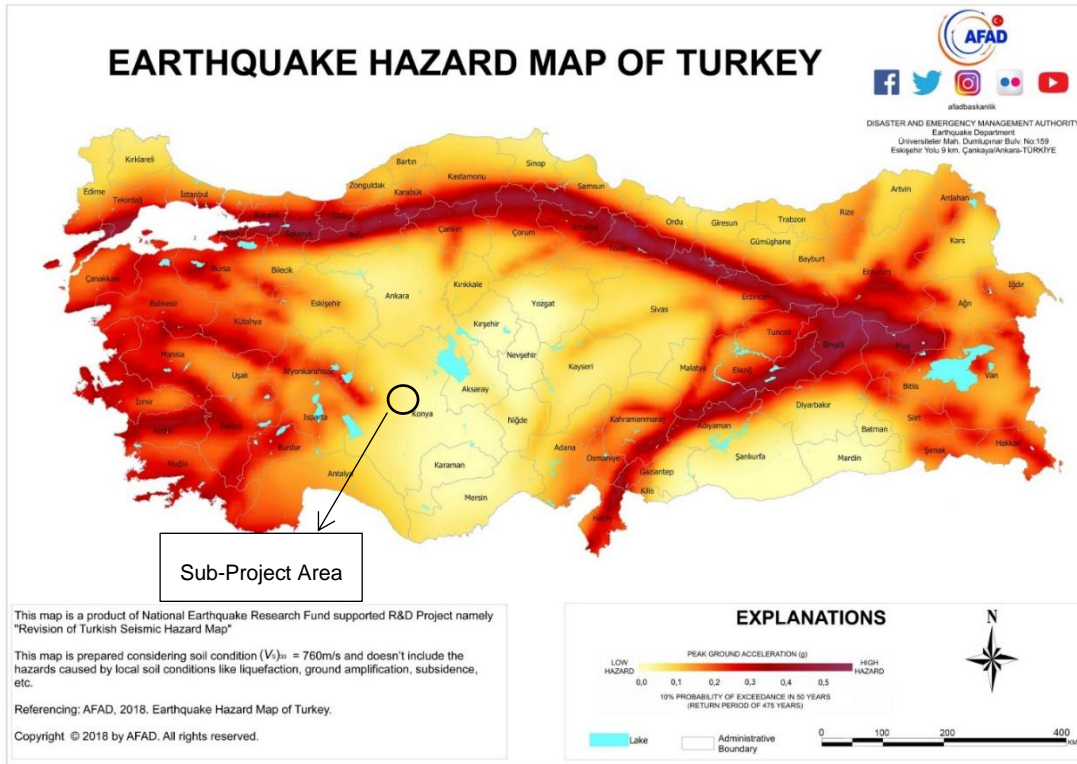 EARTHQUAKE HAZARD MAP OF TURKEY
AFAD
afadbaskanlik
DISASTER AND EMERGENCY MANAGEMENT AUTHORITY
Earthquake Department
Üniversiteler Mah. Dumlupınar Bulv. No:159
Eskişehir Yolu 9 km. Çankaya/Ankara-TÜRKİYE
Kırklareli
Edirne
Tekirdağ
İstanbul
Zonguldak
Bartın
Karabük
Kastamonu
Sinop
Samsun
Ordu
Giresun
Trabzon
Rize
Artvin
Ardahan
Kars
Gümüşhane
Bayburt
Iğdır
Ağrı
Erzurum
Erzincan
Sakarya
Çankırı
Çorum
Amasya
Tokat
Çanakkale
Bursa
Bilecik
Balıkesir
Kütahya
Eskişehir
Ankara
Kırıkkale
Yozgat
Sivas
Kırşehir
Nevşehir
Kayseri
Tunceli
Bingöl
Muş
Elazığ
Malatya
Bitlis
Van
Manisa
Uşak
Afyonkarahisar
Aksaray
İzmir
Aydın
Denizli
Isparta
Konya
Niğde
Kahramanmaraş
Adıyaman
Diyarbakır
Batman
Siirt
Şırnak
Hakkari
Muğla
Burdur
Antalya
Karaman
Mersin
Adana
Osmaniye
Gaziantep
Kilis
Şanlıurfa
Mardin
Hatay
Sub-Project Area
This map is a product of National Earthquake Research Fund supported R&D Project namely
"Revision of Turkish Seismic Hazard Map"
This map is prepared considering soil condition (Vs)30 = 760m/s and doesn't include the
hazards caused by local soil conditions like liquefaction, ground amplification, subsidence,
etc.
Referencing: AFAD, 2018. Earthquake Hazard Map of Turkey.
Copyright © 2018 by AFAD. All rights reserved.
EXPLANATIONS
N
PEAK GROUND ACCELERATION (g)
LOW HAZARD
HIGH HAZARD
0,0 0,1 0,2 0,3 0,4 0,5
10% PROBABILITY OF EXCEEDANCE IN 50 YEARS
(RETURN PERIOD OF 475 YEARS)
Lake
Administrative
Boundary
0 100 200 400
KM